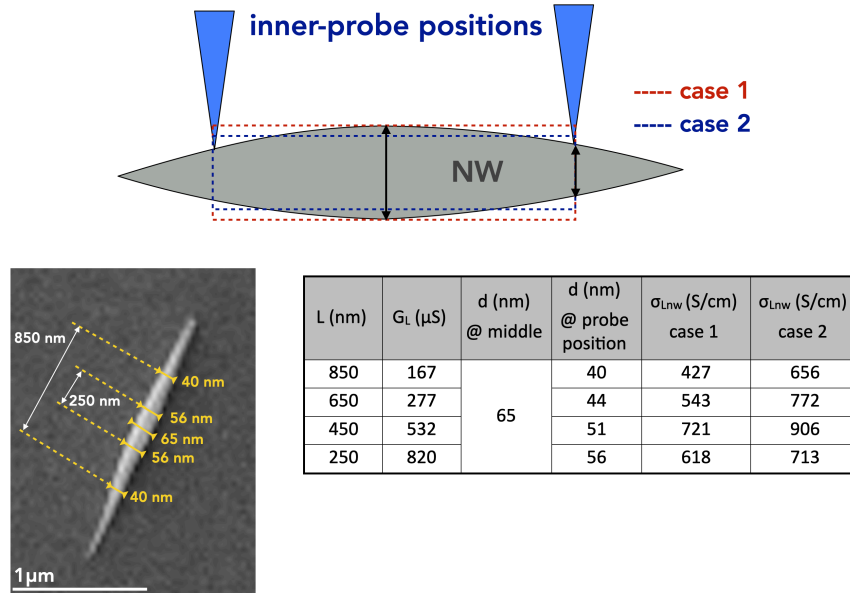 inner-probe positions
----- case 1
----- case 2
NW
850 nm
250 nm
40 nm
56 nm
65 nm
56 nm
40 nm
1μm
L (nm) G_L (μS) d (nm) @ middle d (nm) @ probe position σ_Lnw (S/cm) case 1 σ_Lnw (S/cm) case 2
850 167 65 40 427 656
650 277 44 543 772
450 532 51 721 906
250 820 56 618 713